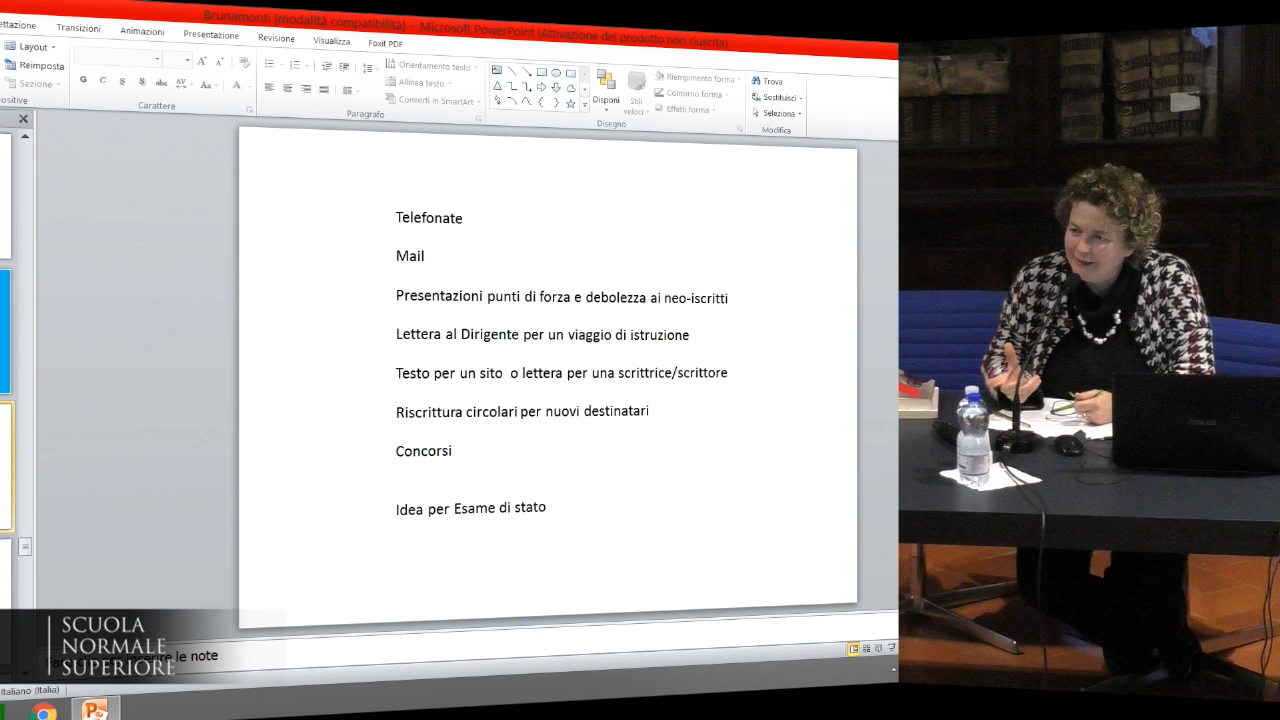 Brunamonti (modalità compatibilità) - Microsoft PowerPoint (Attivazione del prodotto non riuscita)
Transizioni Animazioni Presentazione Revisione Visualizza Foxit PDF
Layout
Reimposta
Sezione
Carattere
Orientamento testo
Allinea testo
Converti in SmartArt
Paragrafo
Disponi
Stili veloci
Riempimento forma
Contorno forma
Effetti forma
Disegno
Trova
Sostituisci
Seleziona
Modifica
Telefonate
Mail
Presentazioni punti di forza e debolezza ai neo-iscritti
Lettera al Dirigente per un viaggio di istruzione
Testo per un sito o lettera per una scrittrice/scrittore
Riscrittura circolari per nuovi destinatari
Concorsi
Idea per Esame di stato
SCUOLA
NORMALE
SUPERIORE
le note
Italiano (Italia)
ASUS